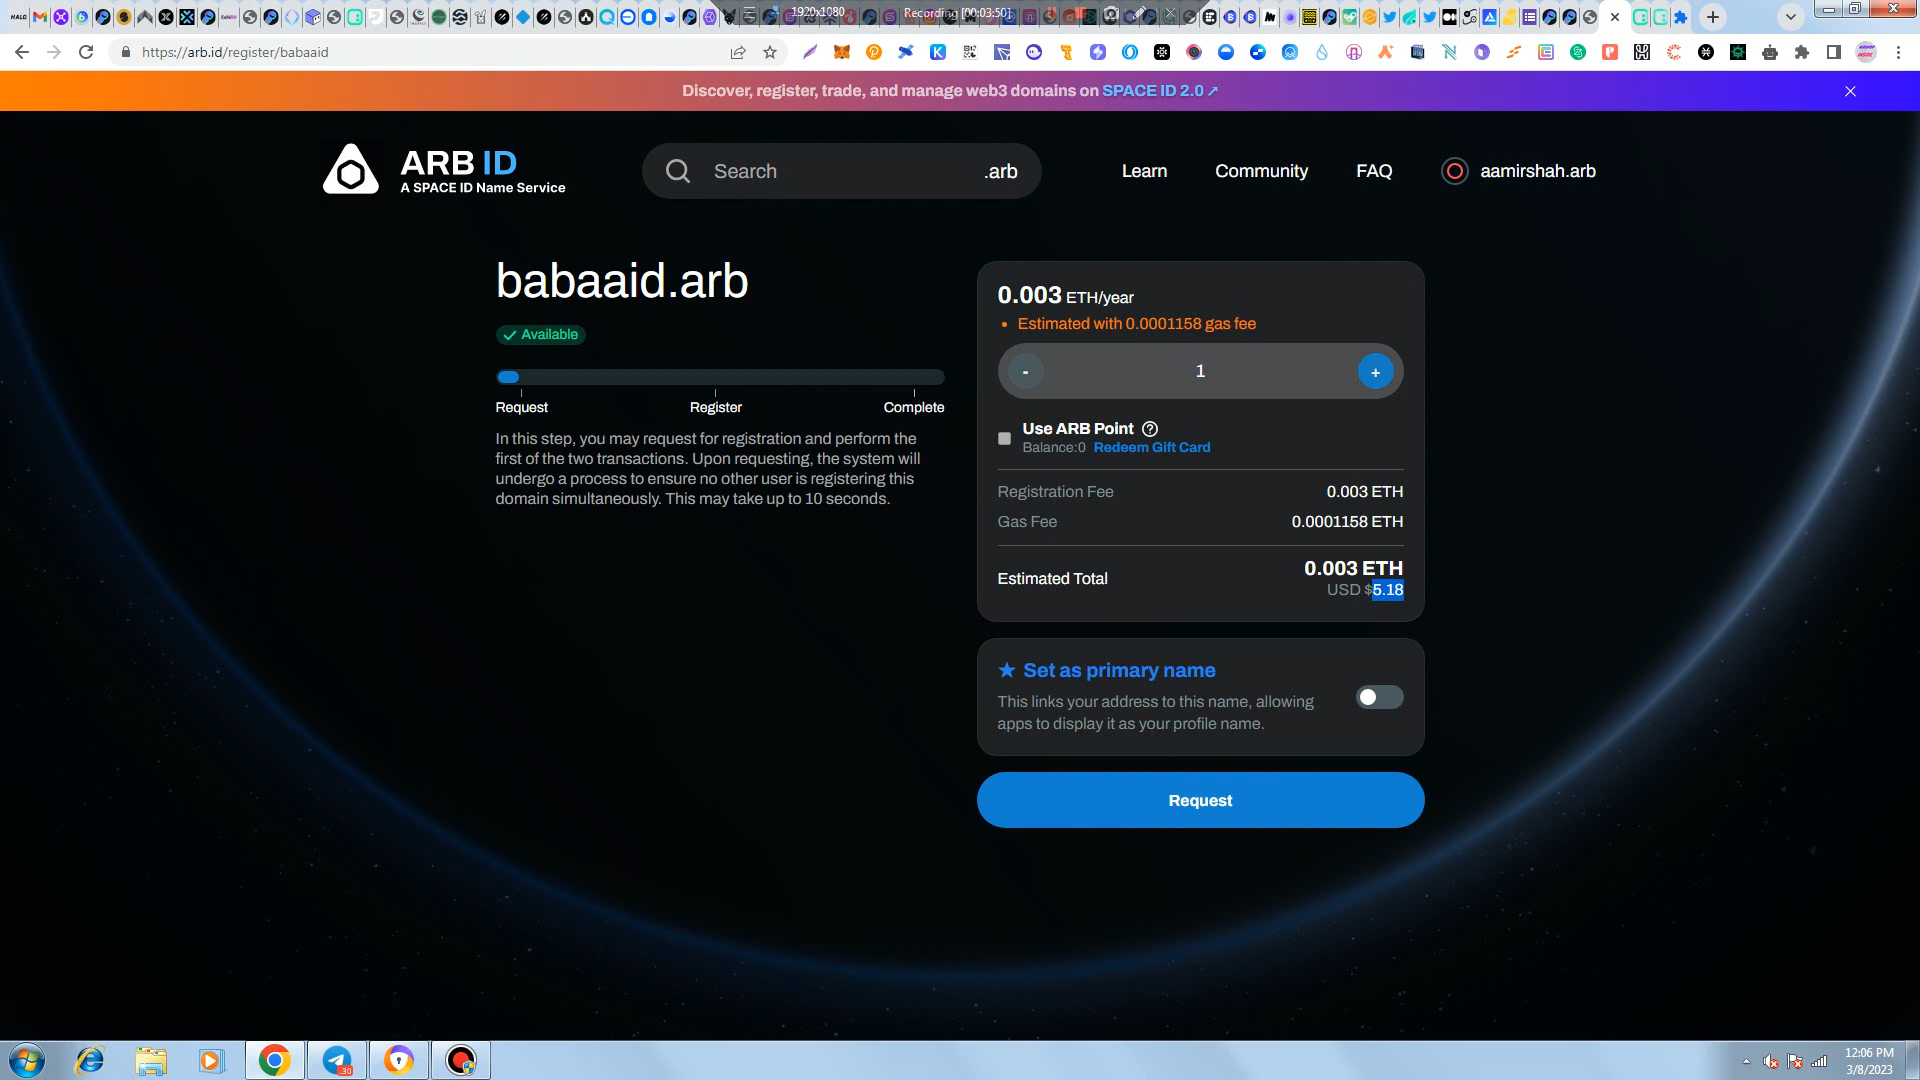 1920x1080
Recording [00:03:50]
https://arb.id/register/babaaid
Discover, register, trade, and manage web3 domains on SPACE ID 2.0 ↗
ARB ID
A SPACE ID Name Service
Search
.arb
Learn
Community
FAQ
aamirshah.arb
babaaid.arb
Available
Request
Register
Complete
In this step, you may request for registration and perform the
first of the two transactions. Upon requesting, the system will
undergo a process to ensure no other user is registering this
domain simultaneously. This may take up to 10 seconds.
0.003 ETH/year
• Estimated with 0.0001158 gas fee
- 1 +
Use ARB Point
Balance:0 Redeem Gift Card
Registration Fee 0.003 ETH
Gas Fee 0.0001158 ETH
Estimated Total 0.003 ETH
USD $5.18
Set as primary name
This links your address to this name, allowing
apps to display it as your profile name.
Request
30
12:06 PM
3/8/2023